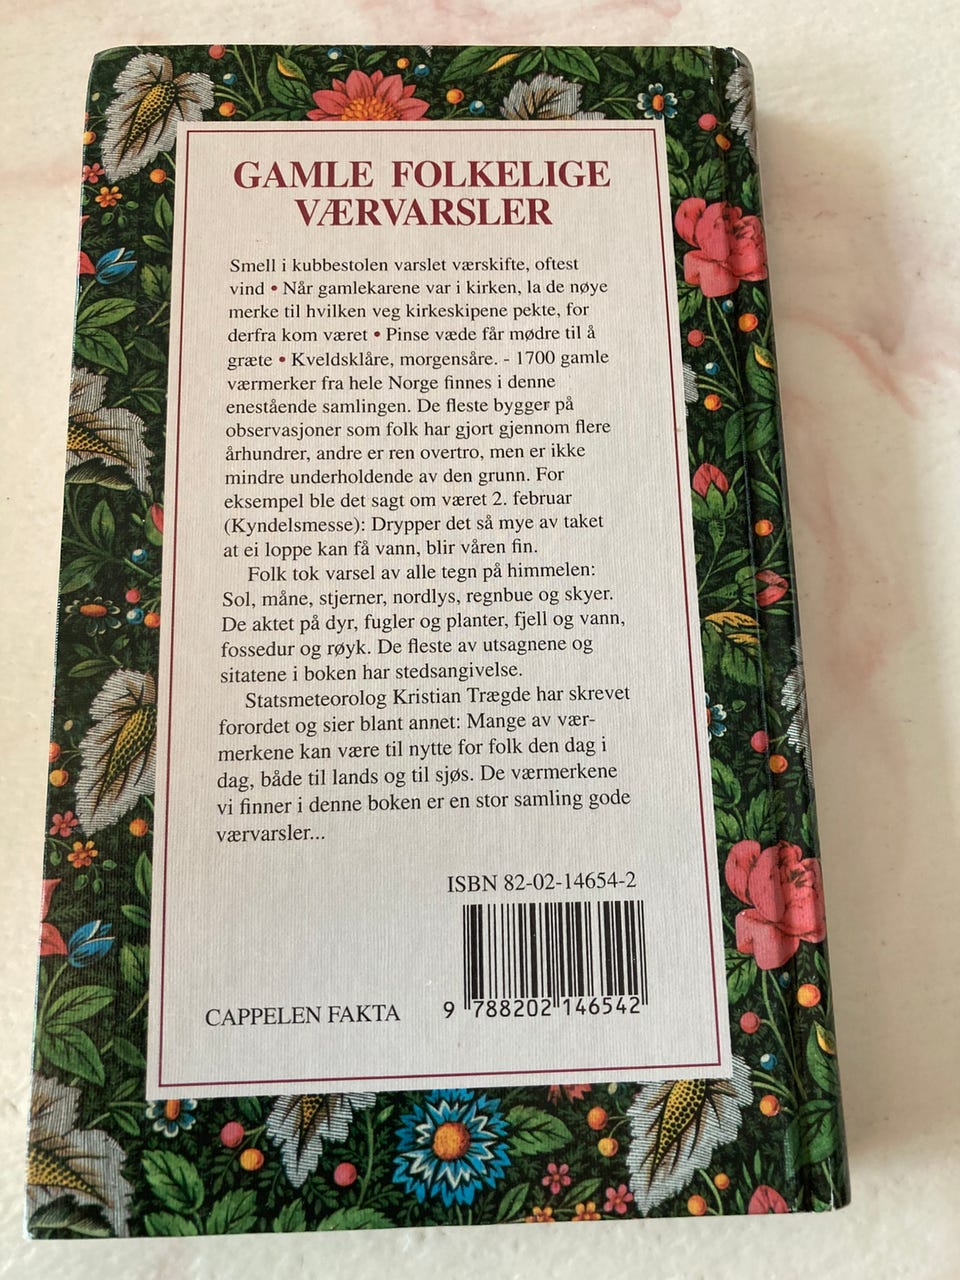 GAMLE FOLKELIGE
VÆRVARSLER
Smell i kubbestolen varslet værskifte, oftest
vind • Når gamlekarene var i kirken, la de nøye
merke til hvilken veg kirkeskipene pekte, for
derfra kom været • Pinse væde får mødre til å
græte • Kveldsklåre, morgensåre. - 1700 gamle
værmerker fra hele Norge finnes i denne
enestående samlingen. De fleste bygger på
observasjoner som folk har gjort gjennom flere
århundrer, andre er ren overtro, men er ikke
mindre underholdende av den grunn. For
eksempel ble det sagt om været 2. februar
(Kyndelsmesse): Drypper det så mye av taket
at ei loppe kan få vann, blir våren fin.
Folk tok varsel av alle tegn på himmelen:
Sol, måne, stjerner, nordlys, regnbue og skyer.
De aktet på dyr, fugler og planter, fjell og vann,
fossedur og røyk. De fleste av utsagnene og
sitatene i boken har stedsangivelse.
Statsmeteorolog Kristian Trægde har skrevet
forordet og sier blant annet: Mange av vær-
merkene kan være til nytte for folk den dag i
dag, både til lands og til sjøs. De værmerkene
vi finner i denne boken er en stor samling gode
værvarsler...
ISBN 82-02-14654-2
9 788202 146542
CAPPELEN FAKTA